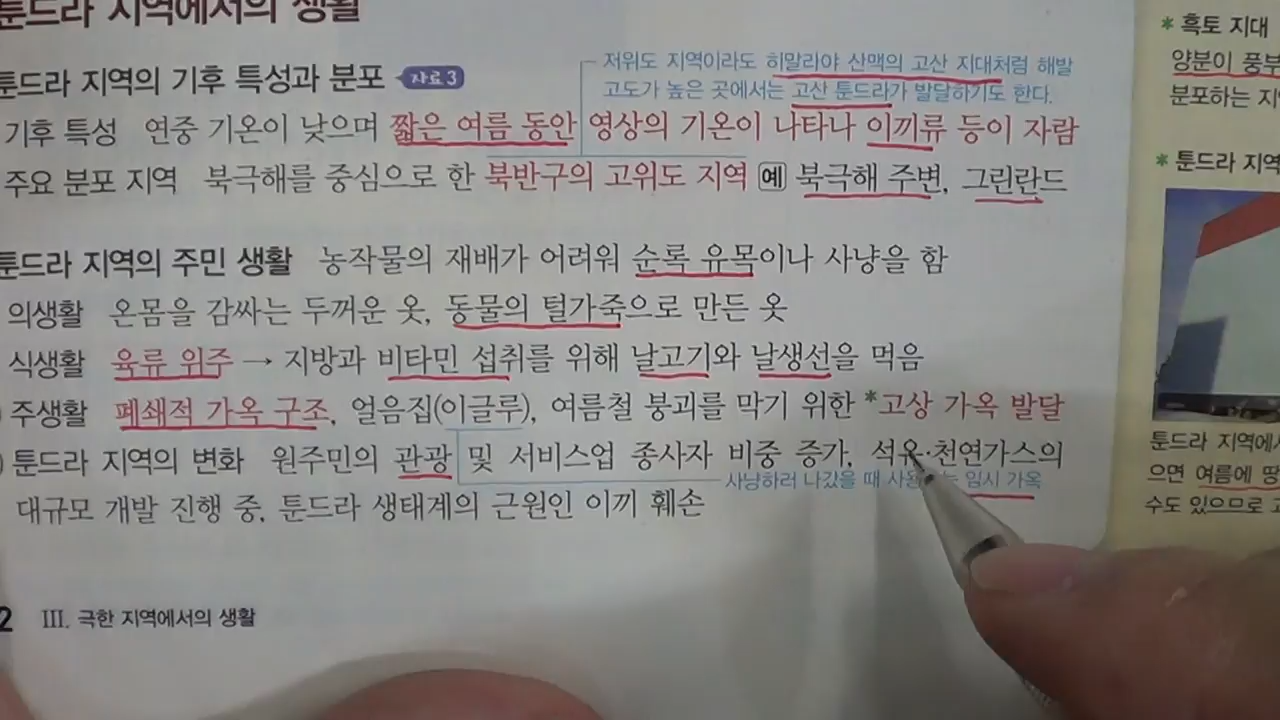 툰드라 지역에서의 생활
툰드라 지역의 기후 특성과 분포 자료 3
저위도 지역이라도 히말라야 산맥의 고산 지대처럼 해발
고도가 높은 곳에서는 고산 툰드라가 발달하기도 한다.
기후 특성 연중 기온이 낮으며 짧은 여름 동안 영상의 기온이 나타나 이끼류 등이 자람
주요 분포 지역 북극해를 중심으로 한 북반구의 고위도 지역 예 북극해 주변, 그린란드
툰드라 지역의 주민 생활 농작물의 재배가 어려워 순록 유목이나 사냥을 함
의생활 온몸을 감싸는 두꺼운 옷, 동물의 털가죽으로 만든 옷
식생활 육류 위주 → 지방과 비타민 섭취를 위해 날고기와 날생선을 먹음
주생활 폐쇄적 가옥 구조, 얼음집(이글루), 여름철 붕괴를 막기 위한 *고상 가옥 발달
툰드라 지역의 변화 원주민의 관광 및 서비스업 종사자 비중 증가, 석유·천연가스의
사냥하러 나갔을 때 임시 가옥
대규모 개발 진행 중, 툰드라 생태계의 근원인 이끼 훼손
2 III. 극한 지역에서의 생활
* 흑토 지대
양분이 풍부
분포하는 지
* 툰드라 지역
툰드라 지역에
으면 여름에 땅
수도 있으므로